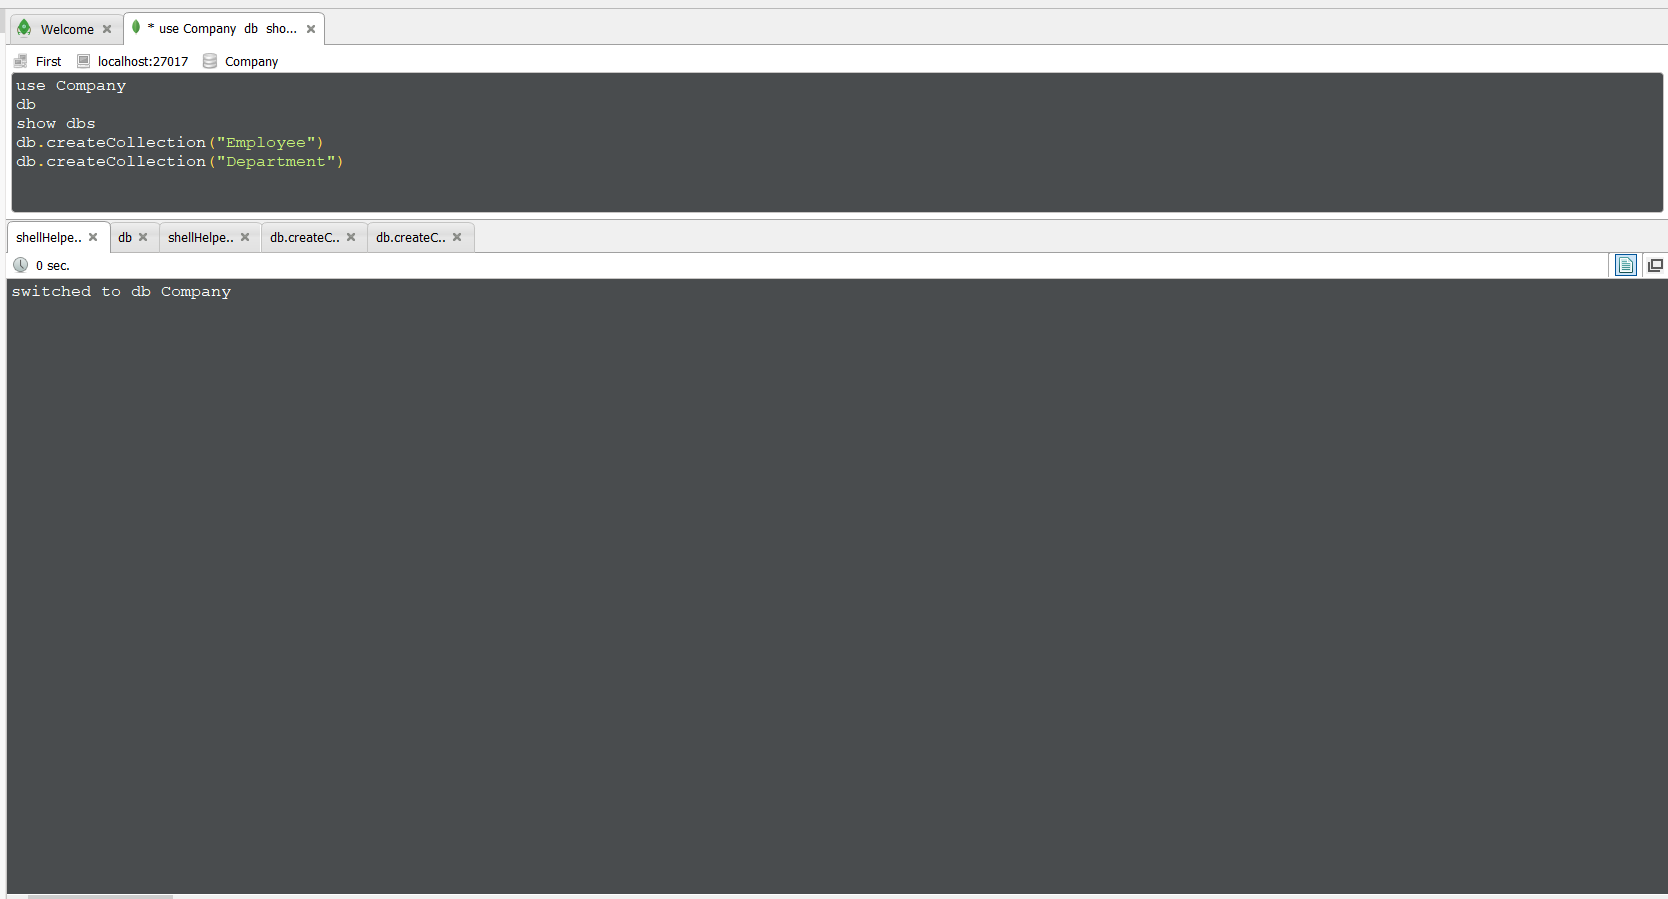 Welcome
* use Company  db  sho...
First localhost:27017 Company
use Company
db
show dbs
db.createCollection("Employee")
db.createCollection("Department")
shellHelpe.. db shellHelpe.. db.createC.. db.createC..
0 sec.
switched to db Company